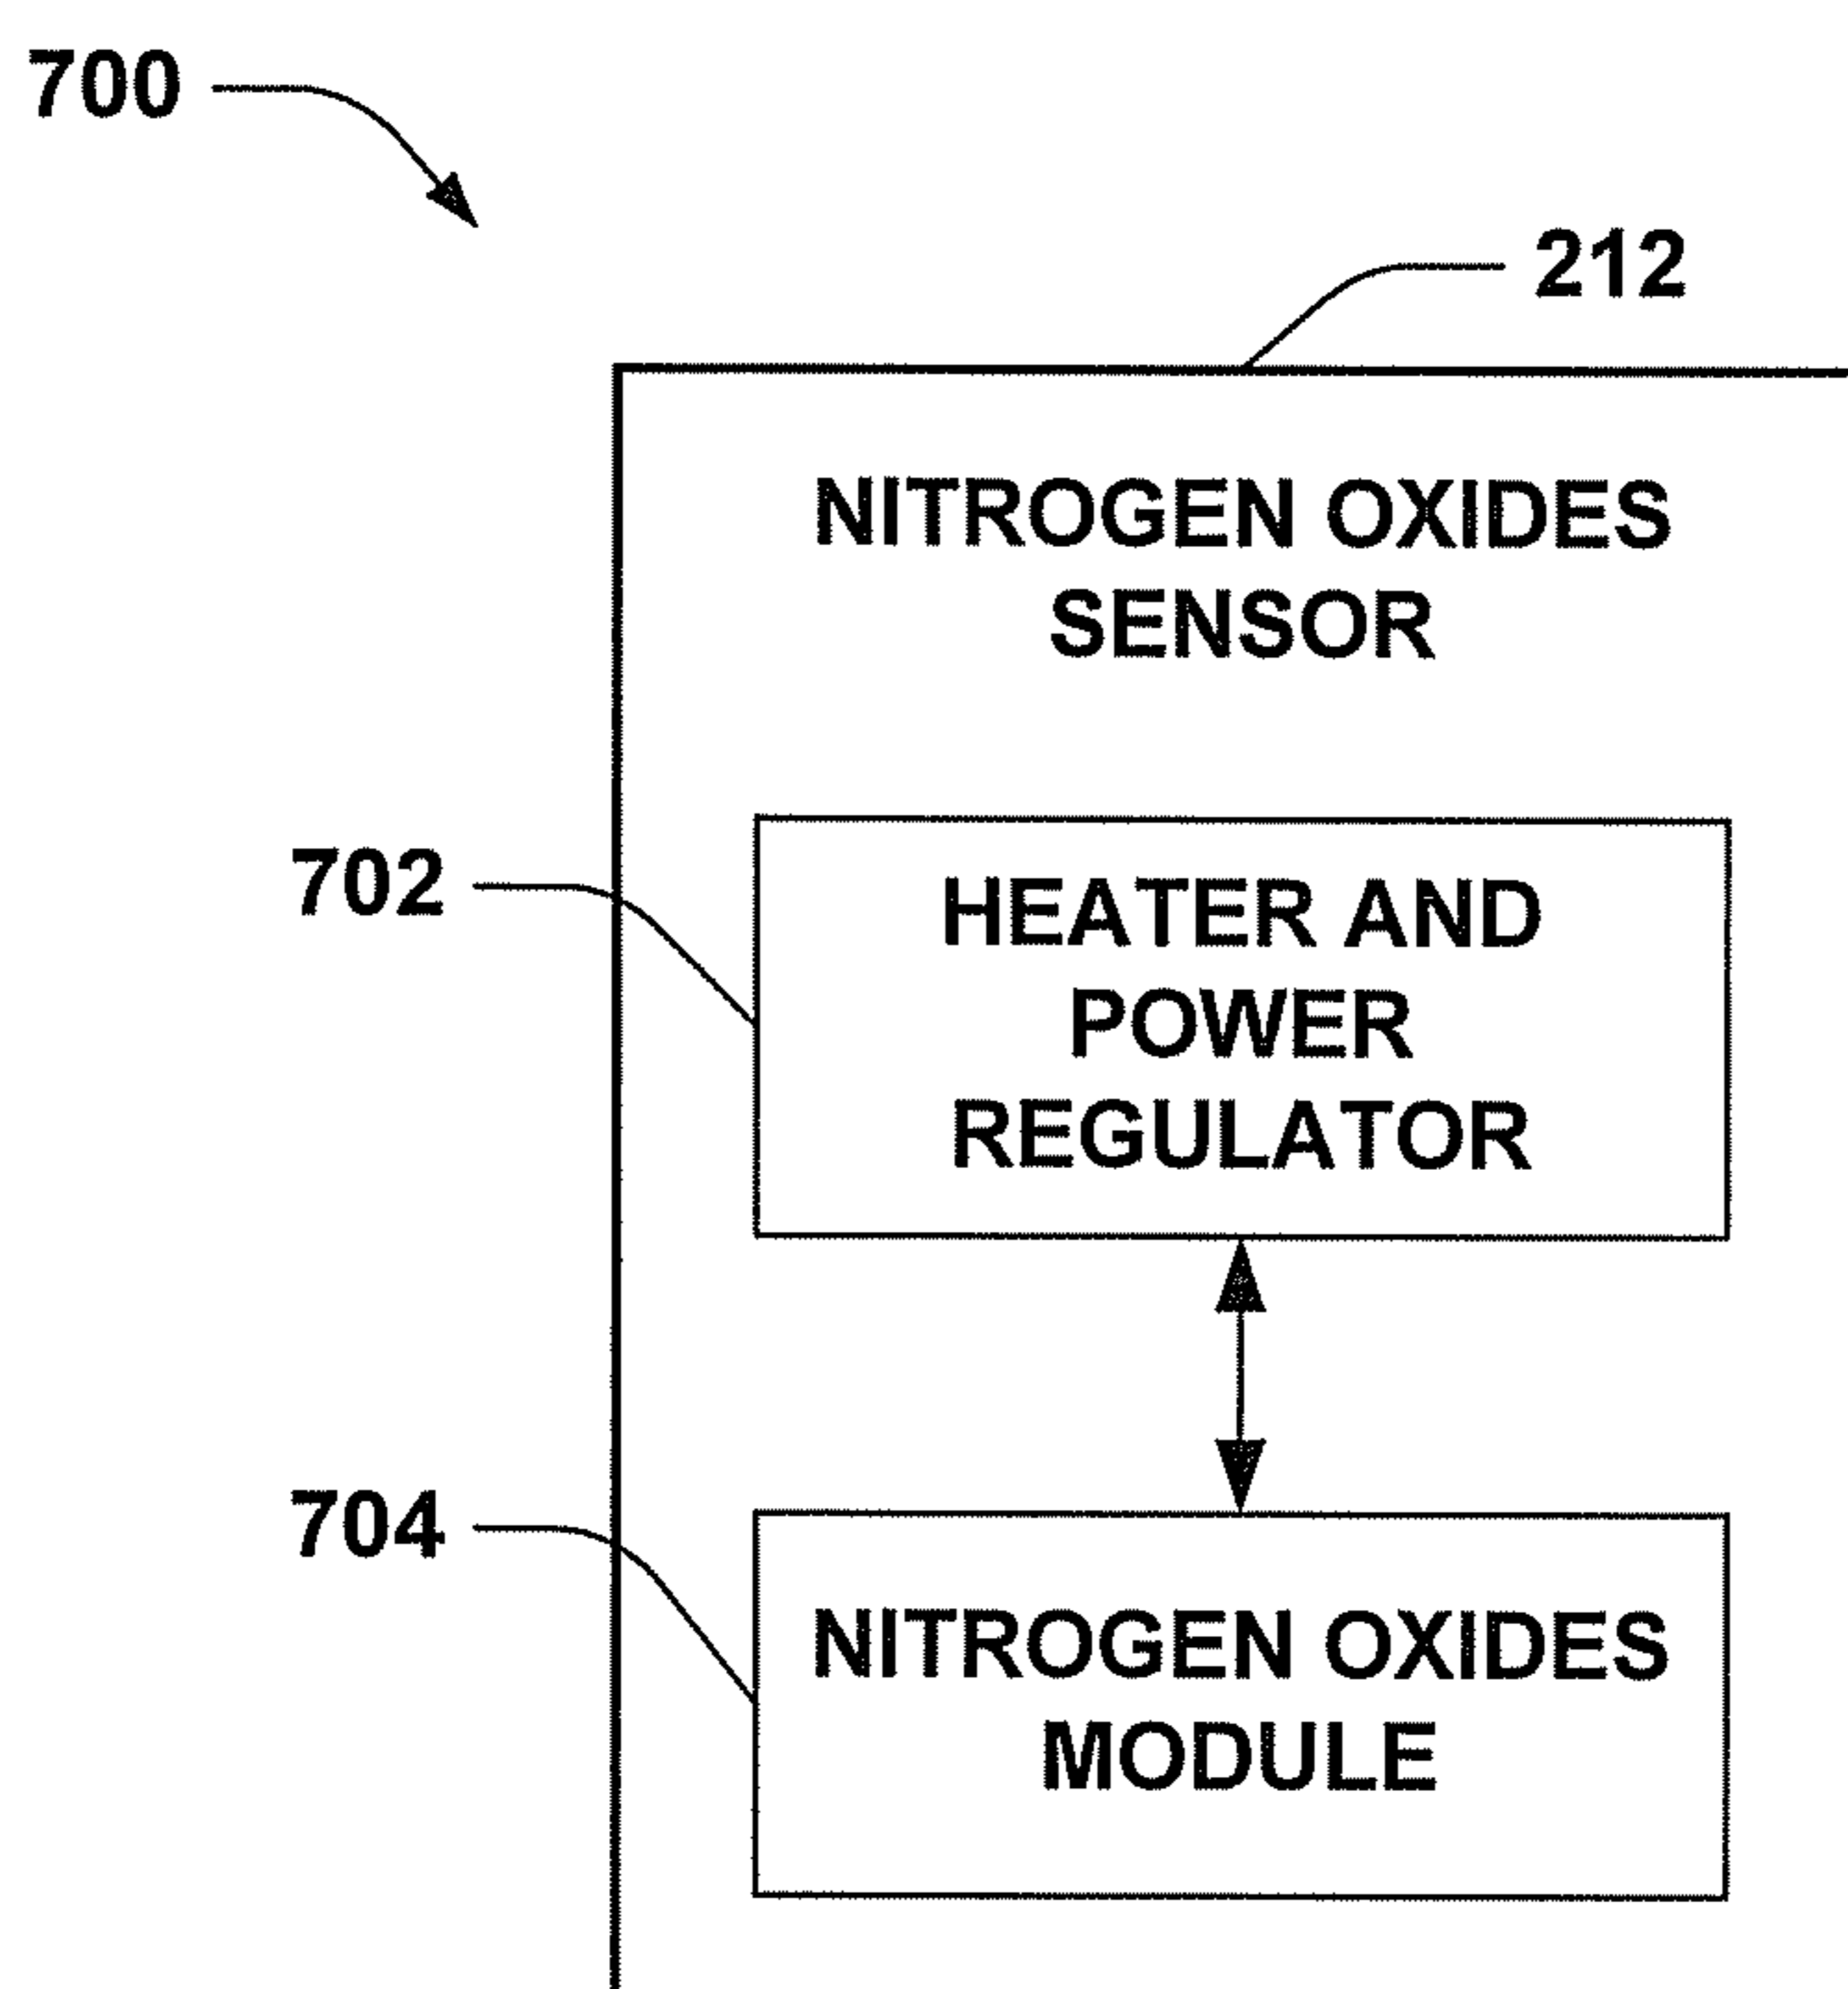 700
212
NITROGEN OXIDES
SENSOR
702
HEATER AND
POWER
REGULATOR
704
NITROGEN OXIDES
MODULE